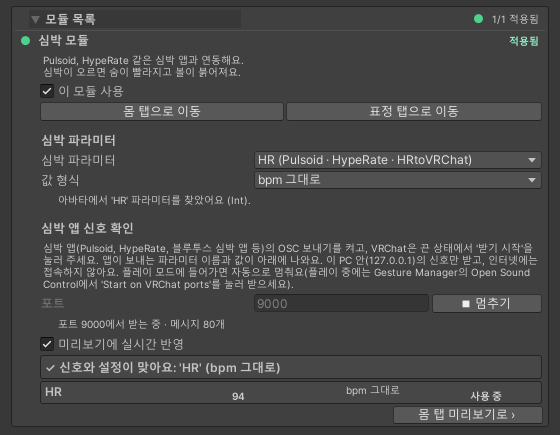 ▼ 모듈 목록
1/1 적용됨
심박 모듈
적용됨
Pulsoid, HypeRate 같은 심박 앱과 연동해요.
심박이 오르면 숨이 빨라지고 볼이 붉어져요.
✓ 이 모듈 사용
몸 탭으로 이동
표정 탭으로 이동
심박 파라미터
심박 파라미터
HR (Pulsoid · HypeRate · HRtoVRChat)
값 형식
bpm 그대로
아바타에서 'HR' 파라미터를 찾았어요 (Int).
심박 앱 신호 확인
심박 앱(Pulsoid, HypeRate, 블루투스 심박 앱 등)의 OSC 보내기를 켜고, VRChat은 끈 상태에서 '받기 시작'을
눌러 주세요. 앱이 보내는 파라미터 이름과 값이 아래에 나와요. 이 PC 안(127.0.0.1)의 신호만 받고, 인터넷에는
접속하지 않아요. 플레이 모드에 들어가면 자동으로 멈춰요(플레이 중에는 Gesture Manager의 Open Sound
Control에서 'Start on VRChat ports'를 눌러 받으세요).
포트
9000
■ 멈추기
포트 9000에서 받는 중 · 메시지 80개
✓ 미리보기에 실시간 반영
✓ 신호와 설정이 맞아요: 'HR' (bpm 그대로)
HR
94
bpm 그대로
사용 중
몸 탭 미리보기로 ›